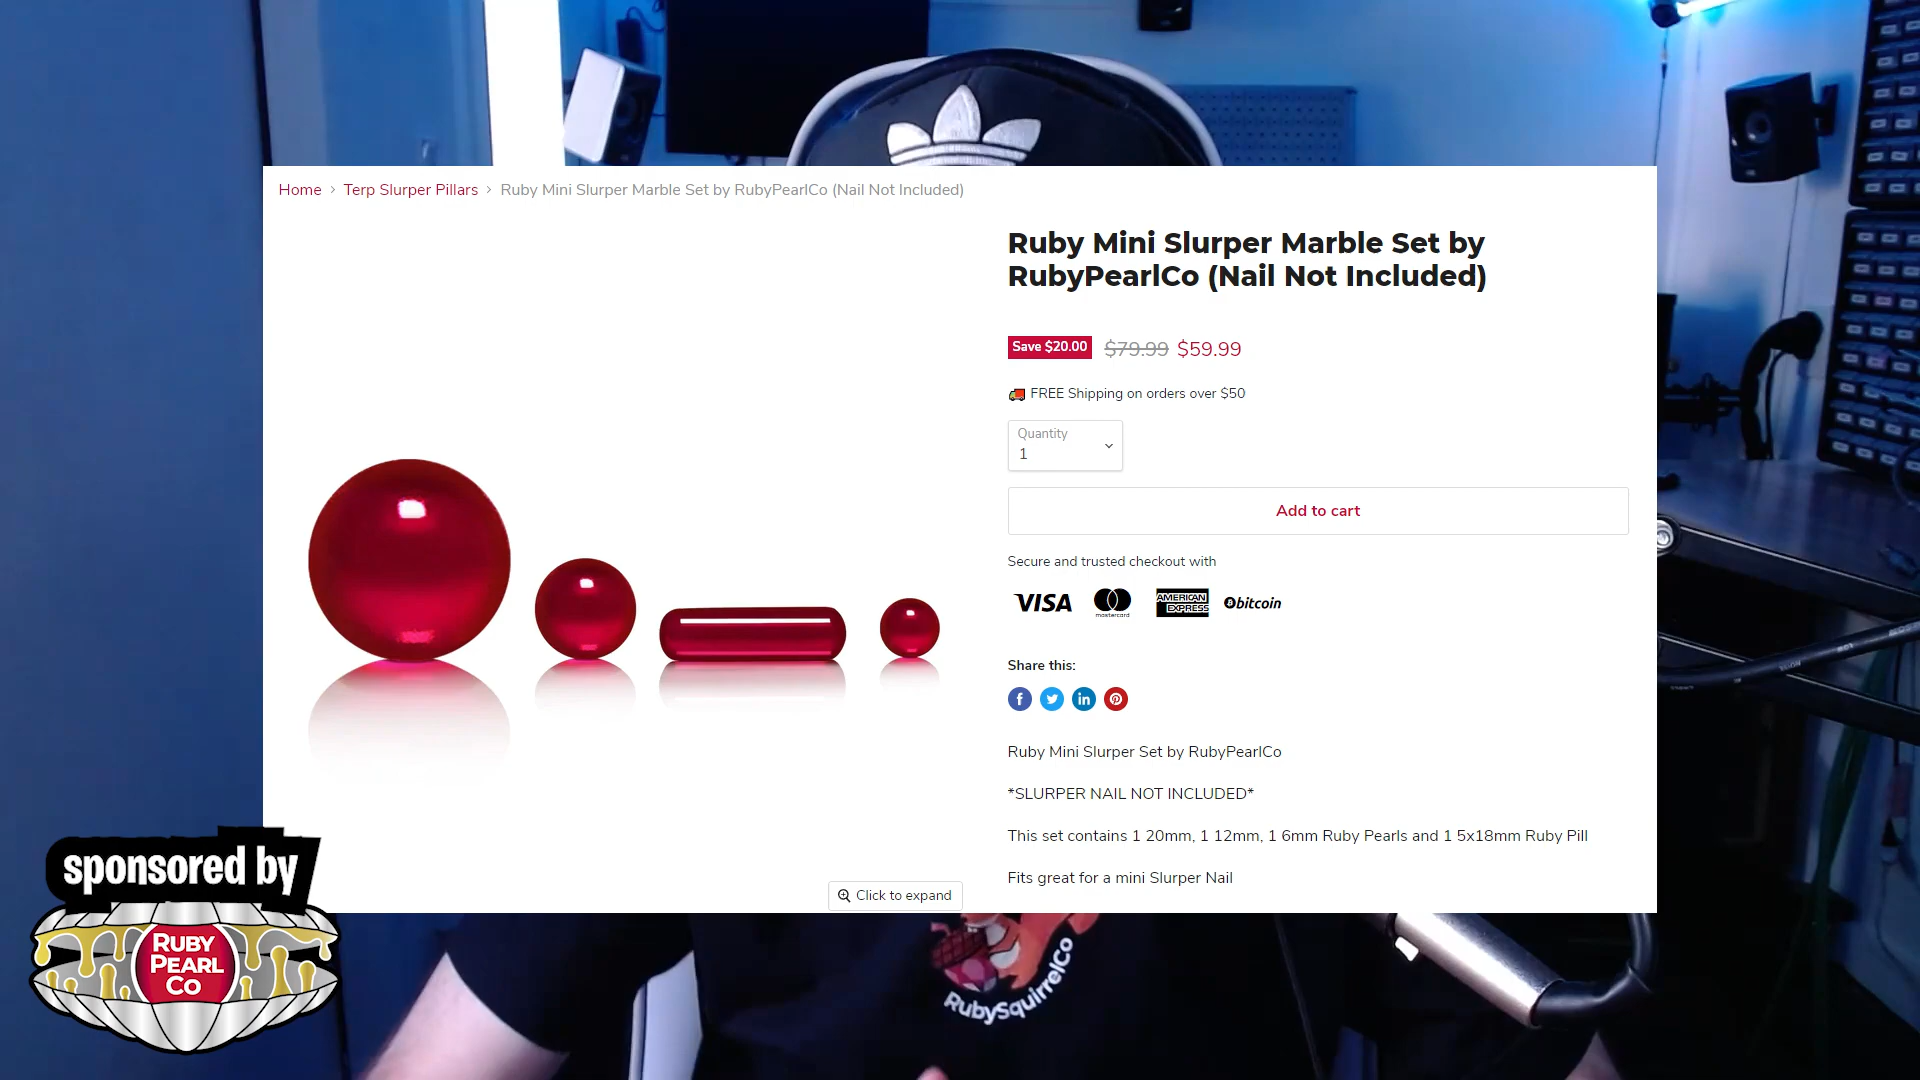 Home > Terp Slurper Pillars > Ruby Mini Slurper Marble Set by RubyPearlCo (Nail Not Included)
Ruby Mini Slurper Marble Set by
RubyPearlCo (Nail Not Included)
Save $20.00 $79.99 $59.99
FREE Shipping on orders over $50
Quantity
1
Add to cart
Secure and trusted checkout with
VISA mastercard AMERICAN EXPRESS bitcoin
Share this:
Ruby Mini Slurper Set by RubyPearlCo
*SLURPER NAIL NOT INCLUDED*
This set contains 1 20mm, 1 12mm, 1 6mm Ruby Pearls and 1 5x18mm Ruby Pill
Fits great for a mini Slurper Nail
Click to expand
sponsored by
RUBY
PEARL
CO
RubySquirrelCo